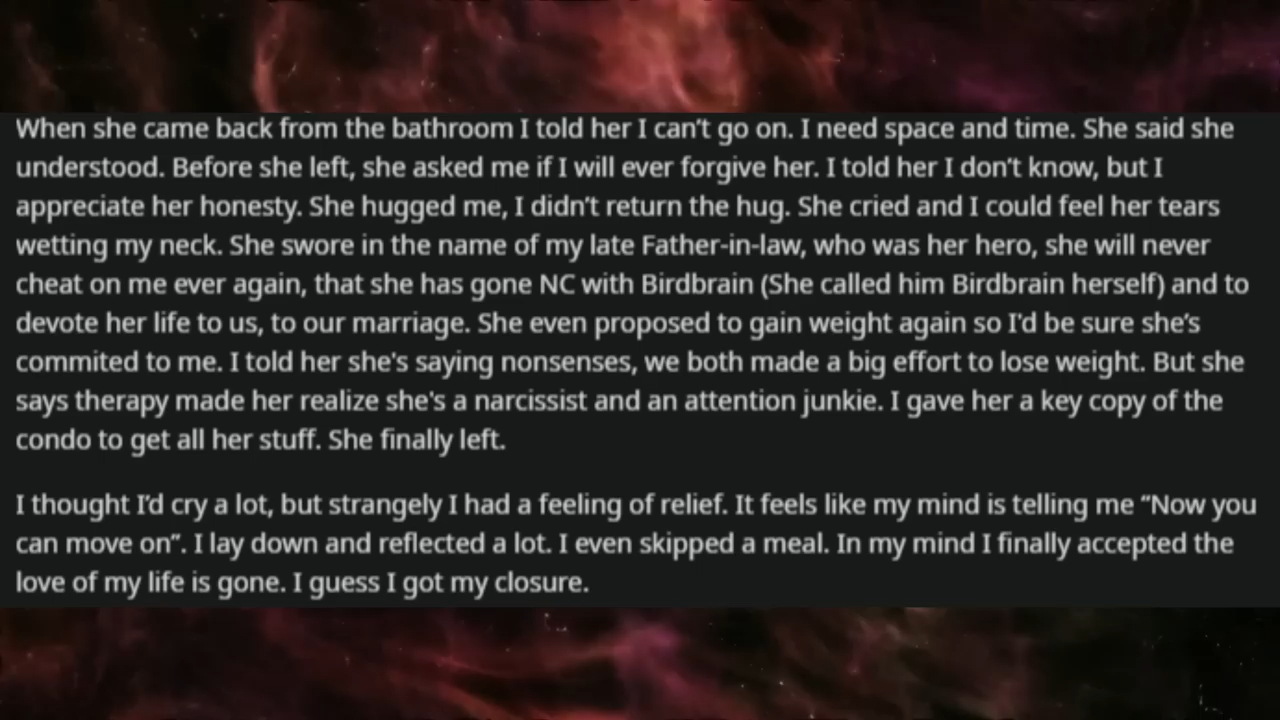 When she came back from the bathroom I told her I can't go on. I need space and time. She said she
understood. Before she left, she asked me if I will ever forgive her. I told her I don't know, but I
appreciate her honesty. She hugged me, I didn't return the hug. She cried and I could feel her tears
wetting my neck. She swore in the name of my late Father-in-law, who was her hero, she will never
cheat on me ever again, that she has gone NC with Birdbrain (She called him Birdbrain herself) and to
devote her life to us, to our marriage. She even proposed to gain weight again so I'd be sure she's
commited to me. I told her she's saying nonsenses, we both made a big effort to lose weight. But she
says therapy made her realize she's a narcissist and an attention junkie. I gave her a key copy of the
condo to get all her stuff. She finally left.
I thought I'd cry a lot, but strangely I had a feeling of relief. It feels like my mind is telling me “Now you
can move on”. I lay down and reflected a lot. I even skipped a meal. In my mind I finally accepted the
love of my life is gone. I guess I got my closure.